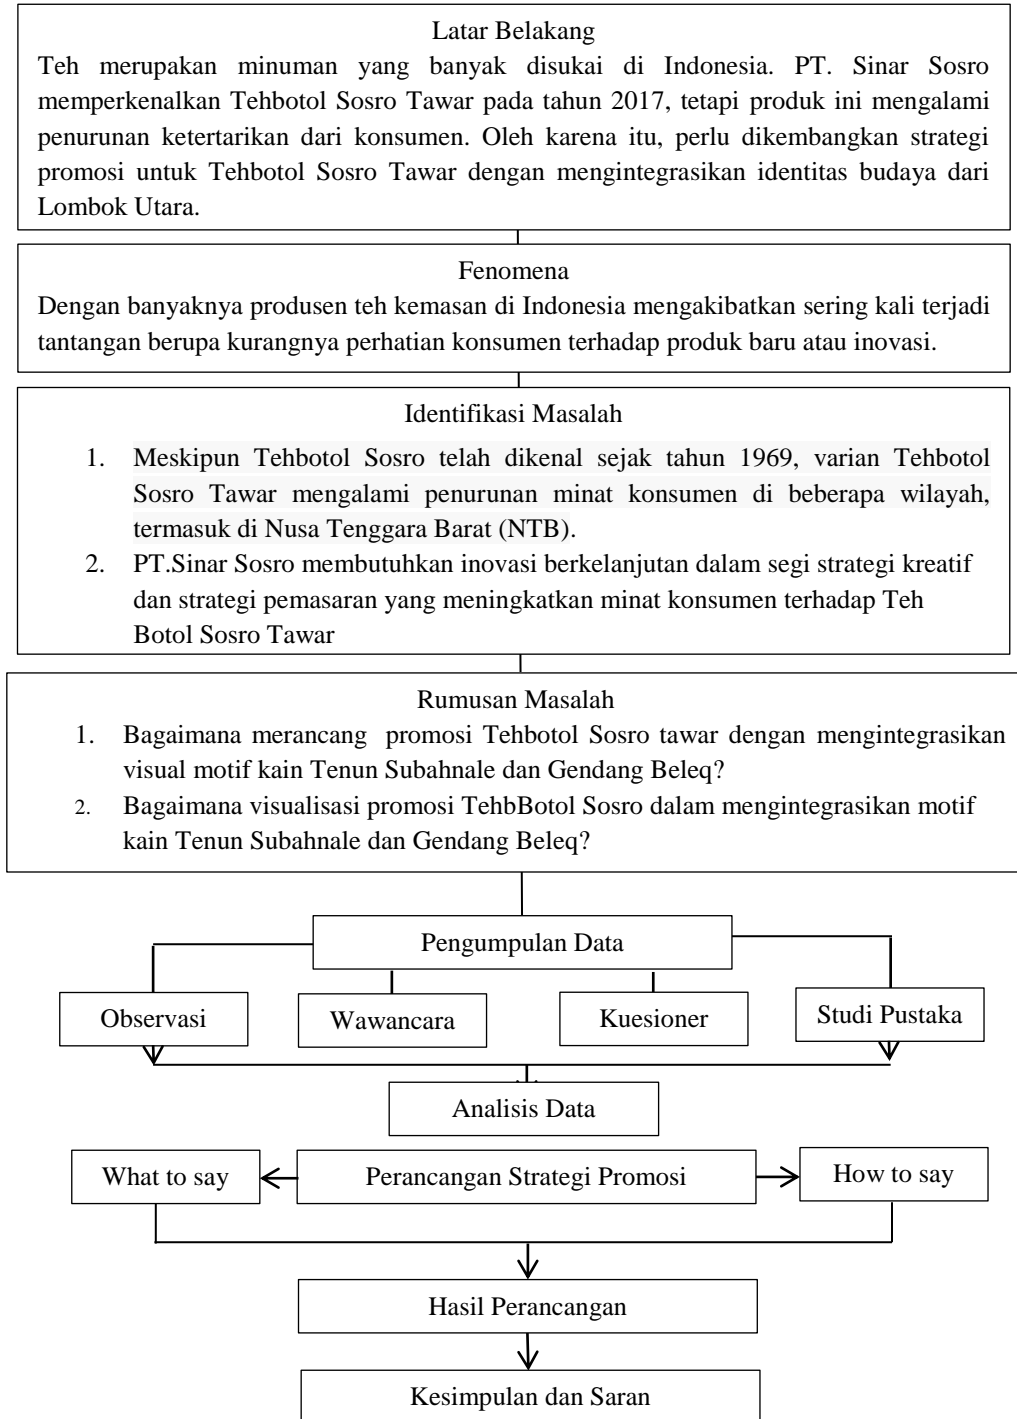 Latar Belakang
Teh merupakan minuman yang banyak disukai di Indonesia. PT. Sinar Sosro
memperkenalkan Tehbotol Sosro Tawar pada tahun 2017, tetapi produk ini mengalami
penurunan ketertarikan dari konsumen. Oleh karena itu, perlu dikembangkan strategi
promosi untuk Tehbotol Sosro Tawar dengan mengintegrasikan identitas budaya dari
Lombok Utara.
Fenomena
Dengan banyaknya produsen teh kemasan di Indonesia mengakibatkan sering kali terjadi
tantangan berupa kurangnya perhatian konsumen terhadap produk baru atau inovasi.
Identifikasi Masalah
1. Meskipun Tehbotol Sosro telah dikenal sejak tahun 1969, varian Tehbotol
Sosro Tawar mengalami penurunan minat konsumen di beberapa wilayah,
termasuk di Nusa Tenggara Barat (NTB).
2. PT.Sinar Sosro membutuhkan inovasi berkelanjutan dalam segi strategi kreatif
dan strategi pemasaran yang meningkatkan minat konsumen terhadap Teh
Botol Sosro Tawar
Rumusan Masalah
1. Bagaimana merancang promosi Tehbotol Sosro tawar dengan mengintegrasikan
visual motif kain Tenun Subahnale dan Gendang Beleq?
2. Bagaimana visualisasi promosi TehbBotol Sosro dalam mengintegrasikan motif
kain Tenun Subahnale dan Gendang Beleq?
Pengumpulan Data
Observasi
Wawancara
Kuesioner
Studi Pustaka
Analisis Data
What to say
Perancangan Strategi Promosi
How to say
Hasil Perancangan
Kesimpulan dan Saran